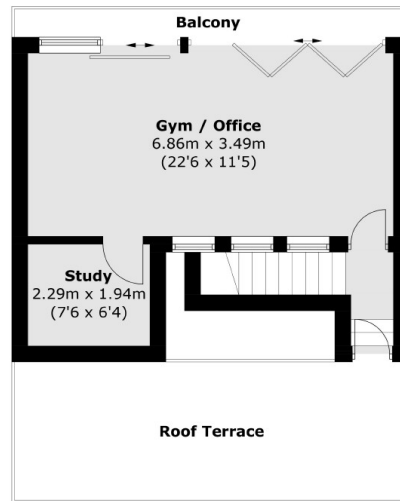 Balcony
Gym / Office
6.86m x 3.49m
(22'6 x 11'5)
Study
2.29m x 1.94m
(7'6 x 6'4)
Roof Terrace